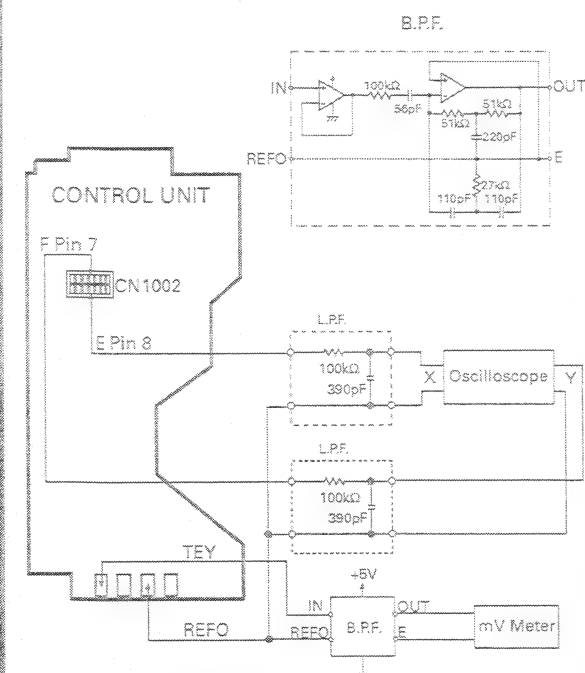 B.P.F.
IN
100kΩ
56pF
51kΩ
51kΩ
OUT
220pF
REFO
E
27kΩ
110pF
110pF
CONTROL UNIT
F Pin 7
CN1002
E Pin 8
L.P.F.
100kΩ
390pF
X
Oscilloscope
Y
L.P.F.
100kΩ
390pF
TEY
+5V
IN
OUT
REFO
REFO
B.P.F.
E
mV Meter